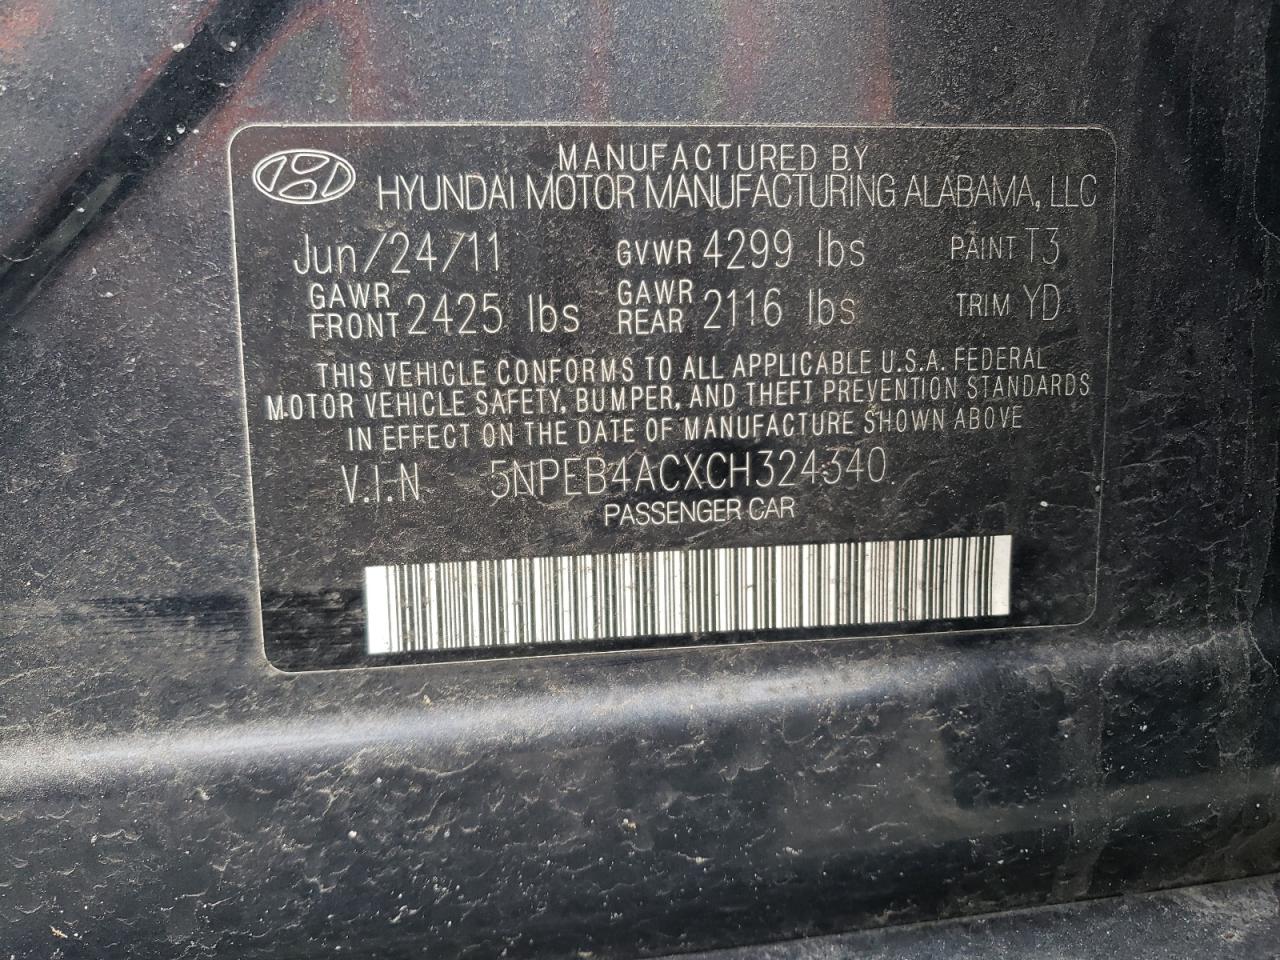 MANUFACTURED BY
HYUNDAI MOTOR MANUFACTURING ALABAMA, LLC
Jun/24/11 GVWR 4299 lbs PAINT T3
GAWR FRONT 2425 lbs GAWR REAR 2116 lbs TRIM YD
THIS VEHICLE CONFORMS TO ALL APPLICABLE U.S.A. FEDERAL
MOTOR VEHICLE SAFETY, BUMPER, AND THEFT PREVENTION STANDARDS
IN EFFECT ON THE DATE OF MANUFACTURE SHOWN ABOVE
V.I.N 5NPEB4ACXCH324340
PASSENGER CAR